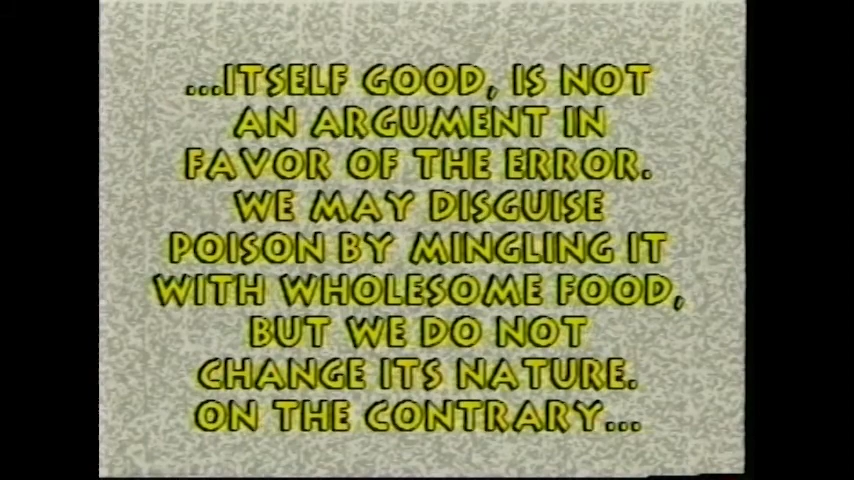 ...ITSELF GOOD, IS NOT
AN ARGUMENT IN
FAVOR OF THE ERROR.
WE MAY DISGUISE
POISON BY MINGLING IT
WITH WHOLESOME FOOD,
BUT WE DO NOT
CHANGE ITS NATURE.
ON THE CONTRARY...